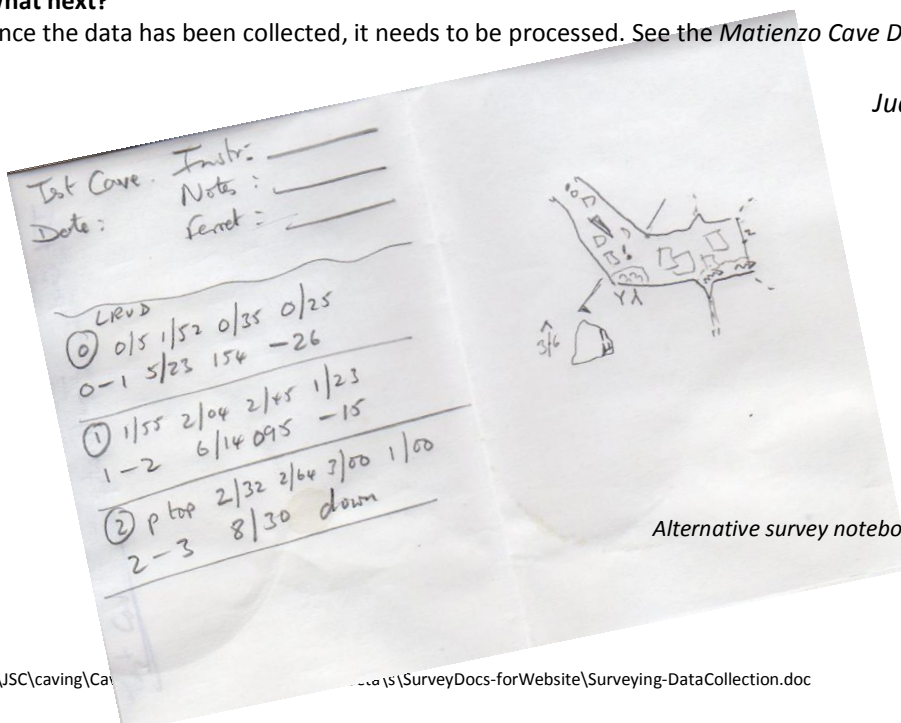 hat next?
nce the data has been collected, it needs to be processed. See the Matienzo Cave D
Jud
Test Cave. Instr:
Notes:
Date: Ferret:
LRUD
0 0/5 1/52 0/35 0/25
0-1 5/23 154 -26
1 1/55 2/04 2/45 1/23
1-2 6/14 095 -15
2 p top 2/32 2/64 3/00 1/00
2-3 8/30 down
3/6
Alternative survey notebo
\JSC\caving\Cav s\SurveyDocs-forWebsite\Surveying-DataCollection.doc